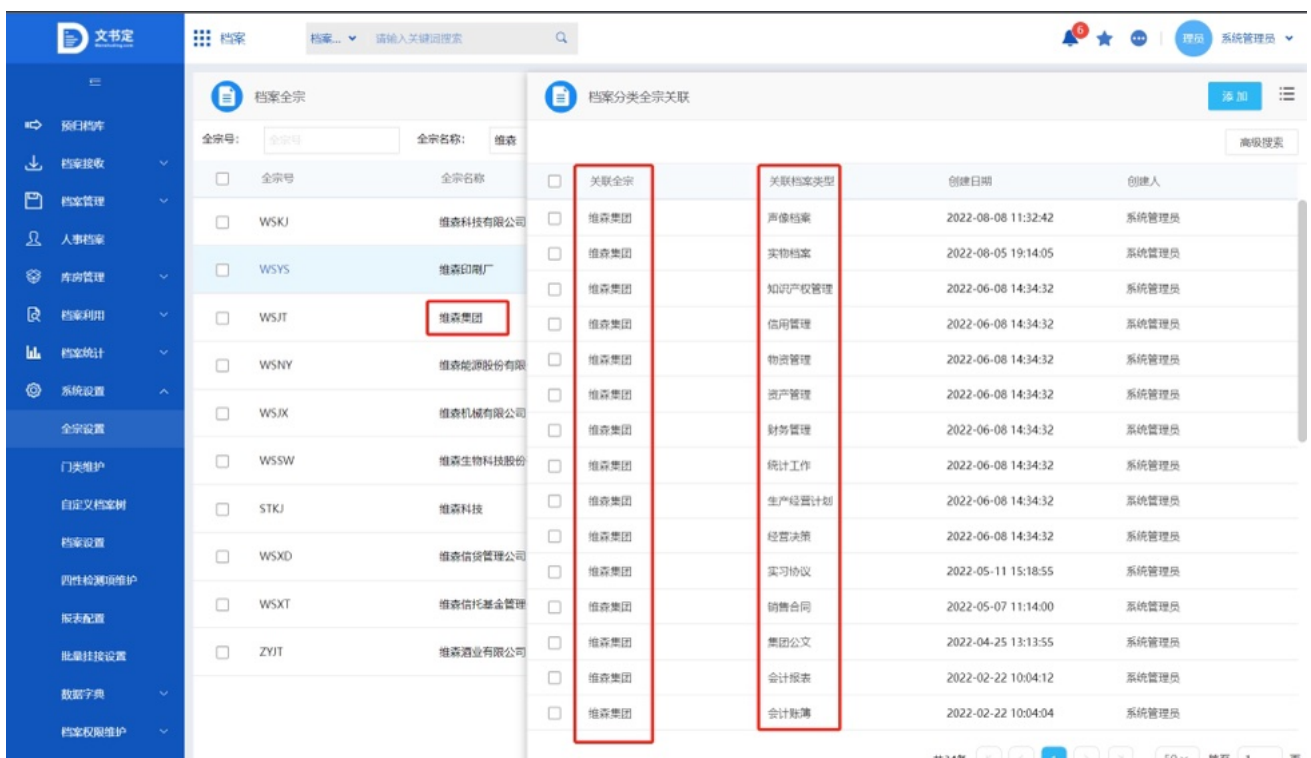 文书定
档案
档案...
请输入关键词搜索
6
理员
系统管理员
预归档库
档案接收
档案管理
人事档案
库房管理
档案利用
档案统计
系统设置
全宗设置
门类维护
自定义档案树
档案设置
四性检测项维护
报表配置
批量挂接设置
数据字典
档案权限维护
档案全宗
全宗号： 全宗号 全宗名称： 维森
全宗号 全宗名称
WSKJ 维森科技有限公司
WSYS 维森印刷厂
WSJT 维森集团
WSNY 维森能源股份有限
WSJX 维森机械有限公司
WSSW 维森生物科技股份
STKJ 维森科技
WSXD 维森信贷管理公司
WSXT 维森信托基金管理
ZYJT 维森酒业有限公司
档案分类全宗关联
添加
高级搜索
关联全宗 关联档案类型 创建日期 创建人
维森集团 声像档案 2022-08-08 11:32:42 系统管理员
维森集团 实物档案 2022-08-05 19:14:05 系统管理员
维森集团 知识产权管理 2022-06-08 14:34:32 系统管理员
维森集团 信用管理 2022-06-08 14:34:32 系统管理员
维森集团 物资管理 2022-06-08 14:34:32 系统管理员
维森集团 资产管理 2022-06-08 14:34:32 系统管理员
维森集团 财务管理 2022-06-08 14:34:32 系统管理员
维森集团 统计工作 2022-06-08 14:34:32 系统管理员
维森集团 生产经营计划 2022-06-08 14:34:32 系统管理员
维森集团 经营决策 2022-06-08 14:34:32 系统管理员
维森集团 实习协议 2022-05-11 15:18:55 系统管理员
维森集团 销售合同 2022-05-07 11:14:00 系统管理员
维森集团 集团公文 2022-04-25 13:13:55 系统管理员
维森集团 会计报表 2022-02-22 10:04:12 系统管理员
维森集团 会计账簿 2022-02-22 10:04:04 系统管理员